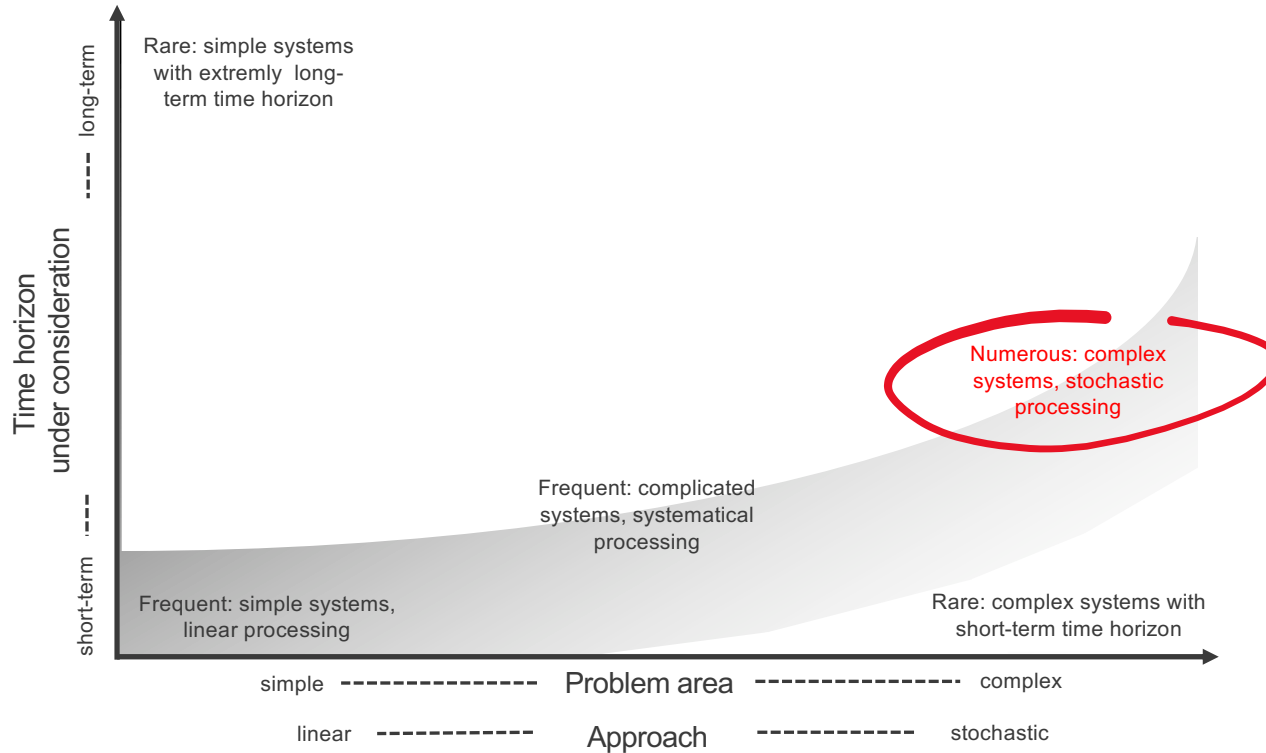 Rare: simple systems
with extremly long-
term time horizon
long-term
Time horizon
under consideration
Numerous: complex
systems, stochastic
processing
Frequent: complicated
systems, systematical
processing
short-term
Frequent: simple systems,
linear processing
Rare: complex systems with
short-term time horizon
simple Problem area complex
linear Approach stochastic